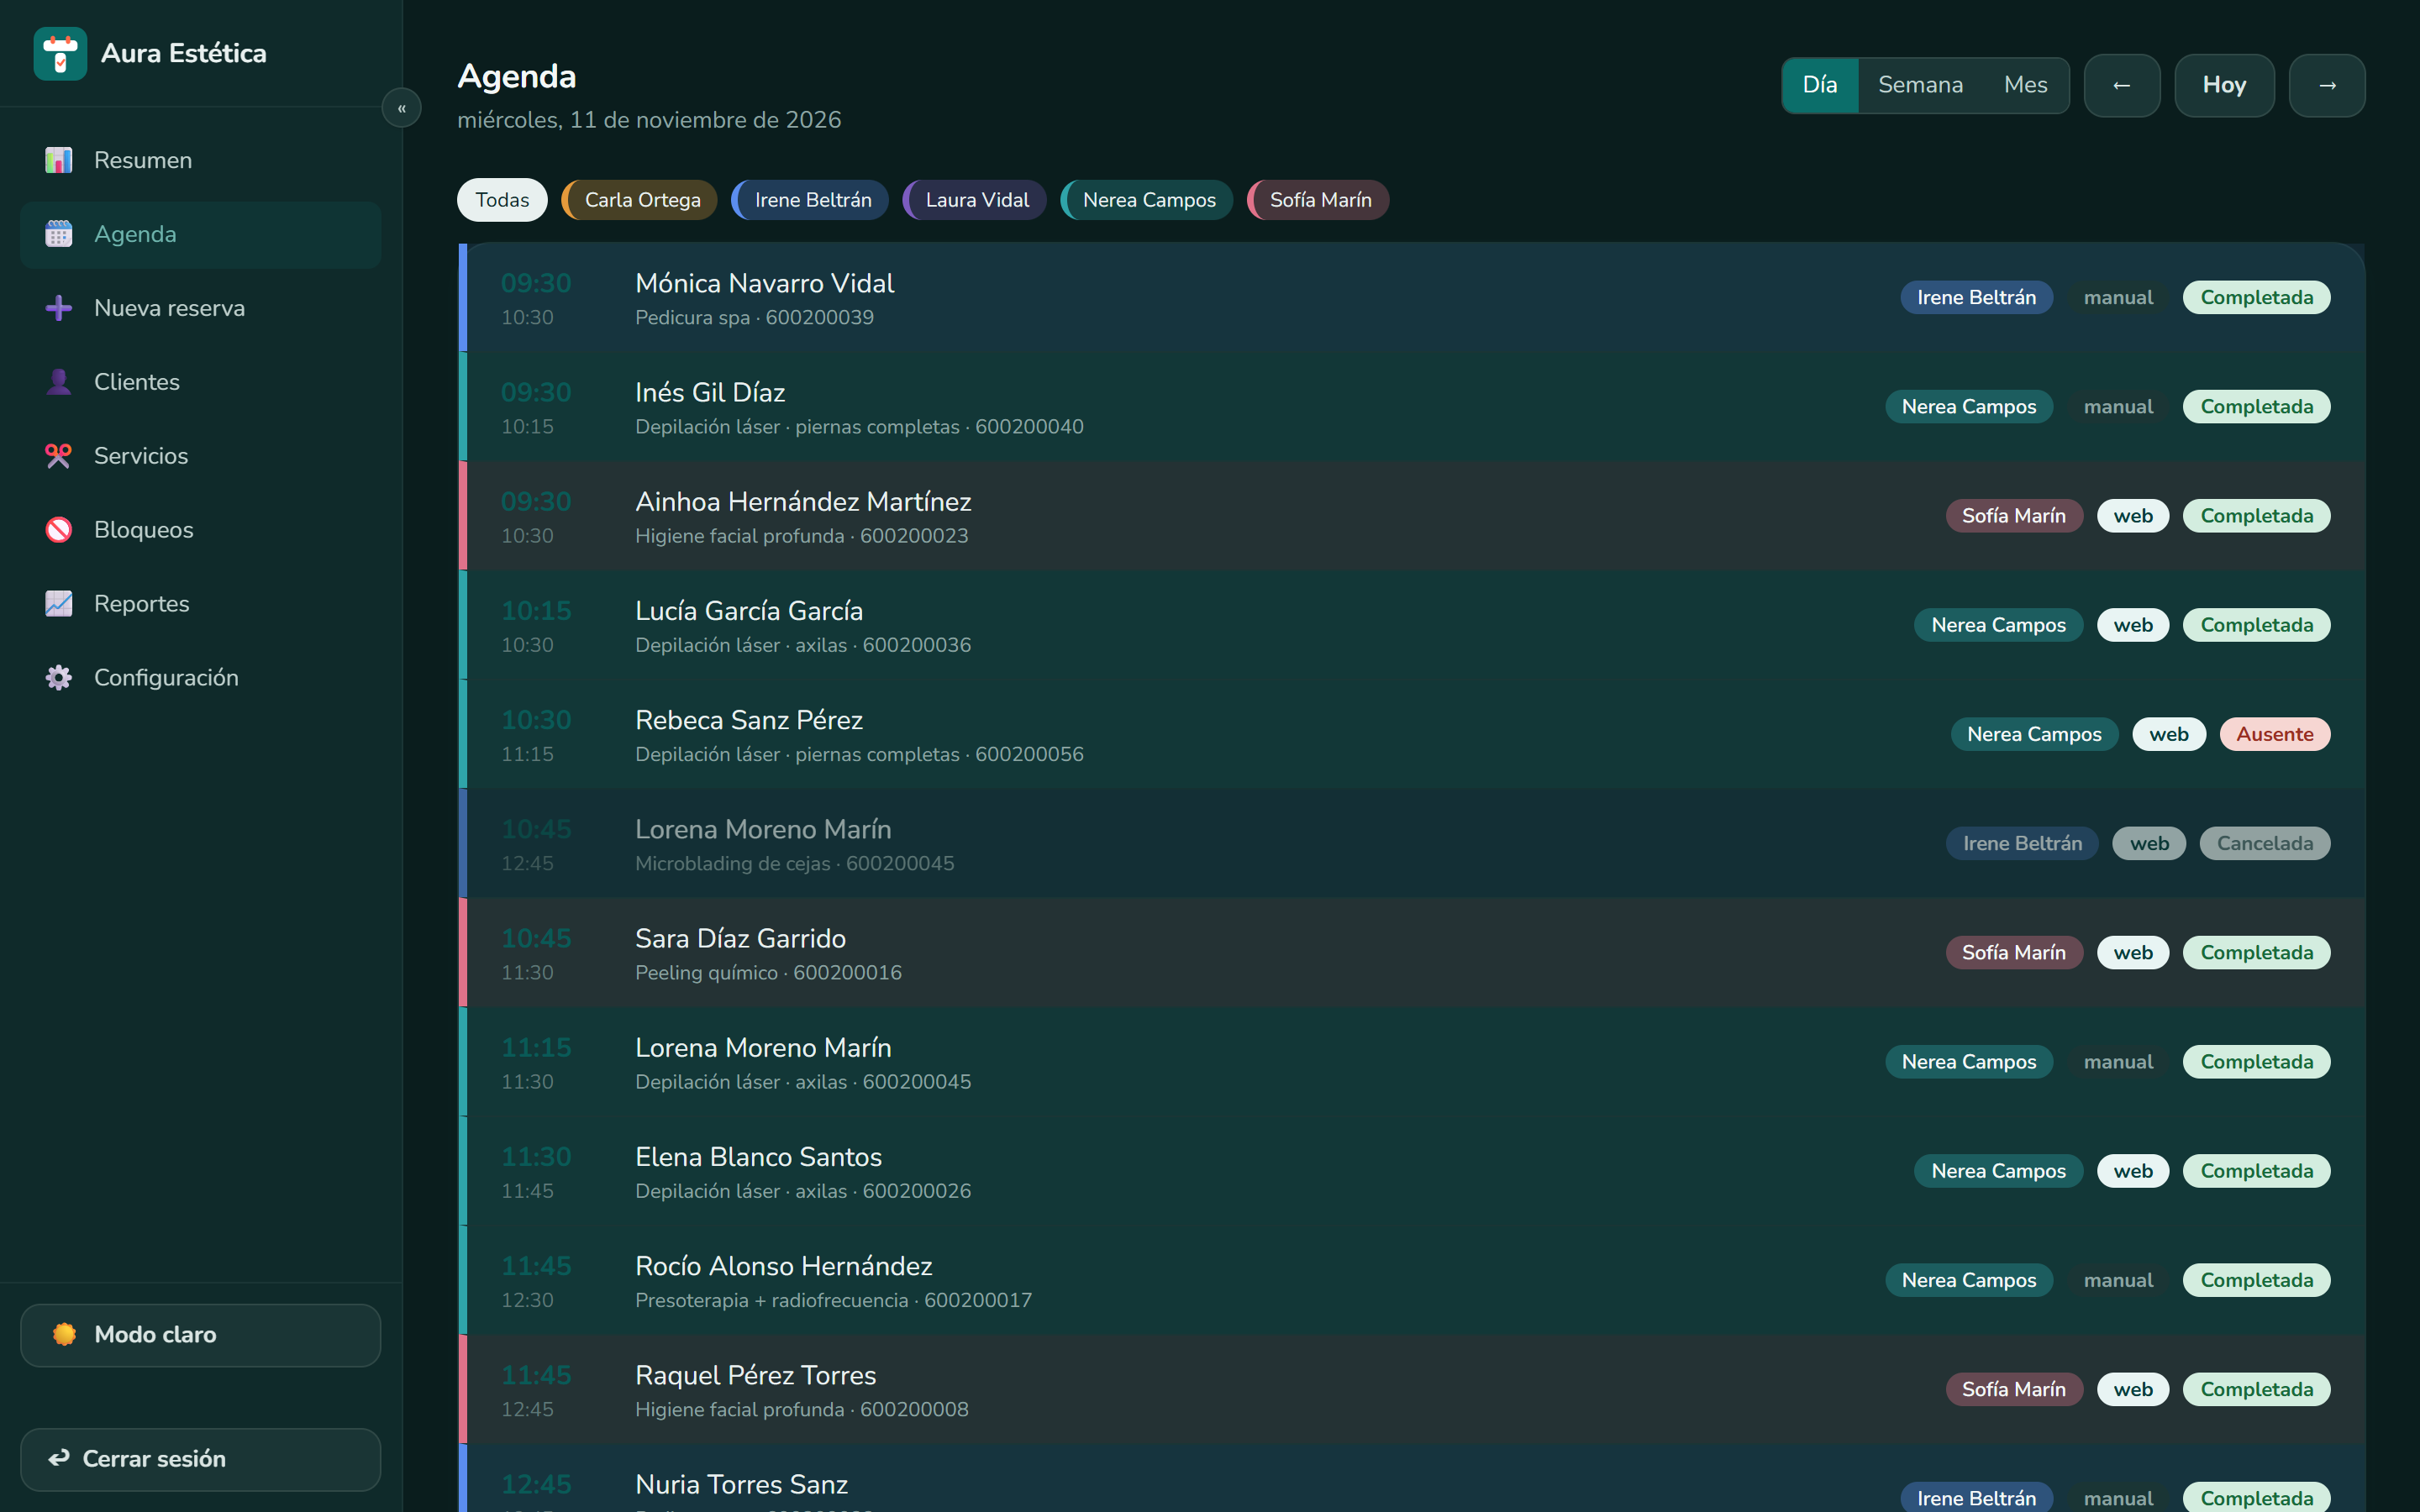 Aura Estética
«
Resumen
Agenda
Nueva reserva
Clientes
Servicios
Bloqueos
Reportes
Configuración
Modo claro
Cerrar sesión
Agenda
miércoles, 11 de noviembre de 2026
Día Semana Mes ← Hoy →
Todas Carla Ortega Irene Beltrán Laura Vidal Nerea Campos Sofía Marín
09:30 Mónica Navarro Vidal Irene Beltrán manual Completada
10:30 Pedicura spa · 600200039
09:30 Inés Gil Díaz Nerea Campos manual Completada
10:15 Depilación láser · piernas completas · 600200040
09:30 Ainhoa Hernández Martínez Sofía Marín web Completada
10:30 Higiene facial profunda · 600200023
10:15 Lucía García García Nerea Campos web Completada
10:30 Depilación láser · axilas · 600200036
10:30 Rebeca Sanz Pérez Nerea Campos web Ausente
11:15 Depilación láser · piernas completas · 600200056
10:45 Lorena Moreno Marín Irene Beltrán web Cancelada
12:45 Microblading de cejas · 600200045
10:45 Sara Díaz Garrido Sofía Marín web Completada
11:30 Peeling químico · 600200016
11:15 Lorena Moreno Marín Nerea Campos manual Completada
11:30 Depilación láser · axilas · 600200045
11:30 Elena Blanco Santos Nerea Campos web Completada
11:45 Depilación láser · axilas · 600200026
11:45 Rocío Alonso Hernández Nerea Campos manual Completada
12:30 Presoterapia + radiofrecuencia · 600200017
11:45 Raquel Pérez Torres Sofía Marín web Completada
12:45 Higiene facial profunda · 600200008
12:45 Nuria Torres Sanz Irene Beltrán manual Completada